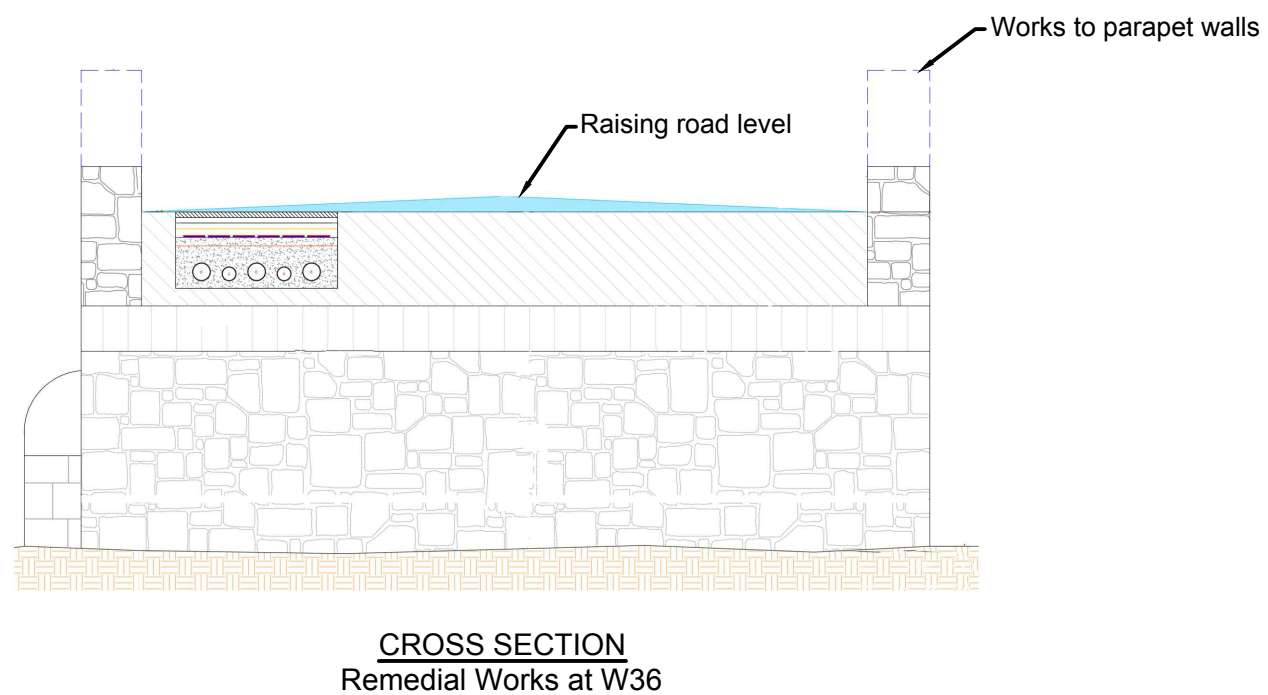 Works to parapet walls
Raising road level
CROSS SECTION
Remedial Works at W36